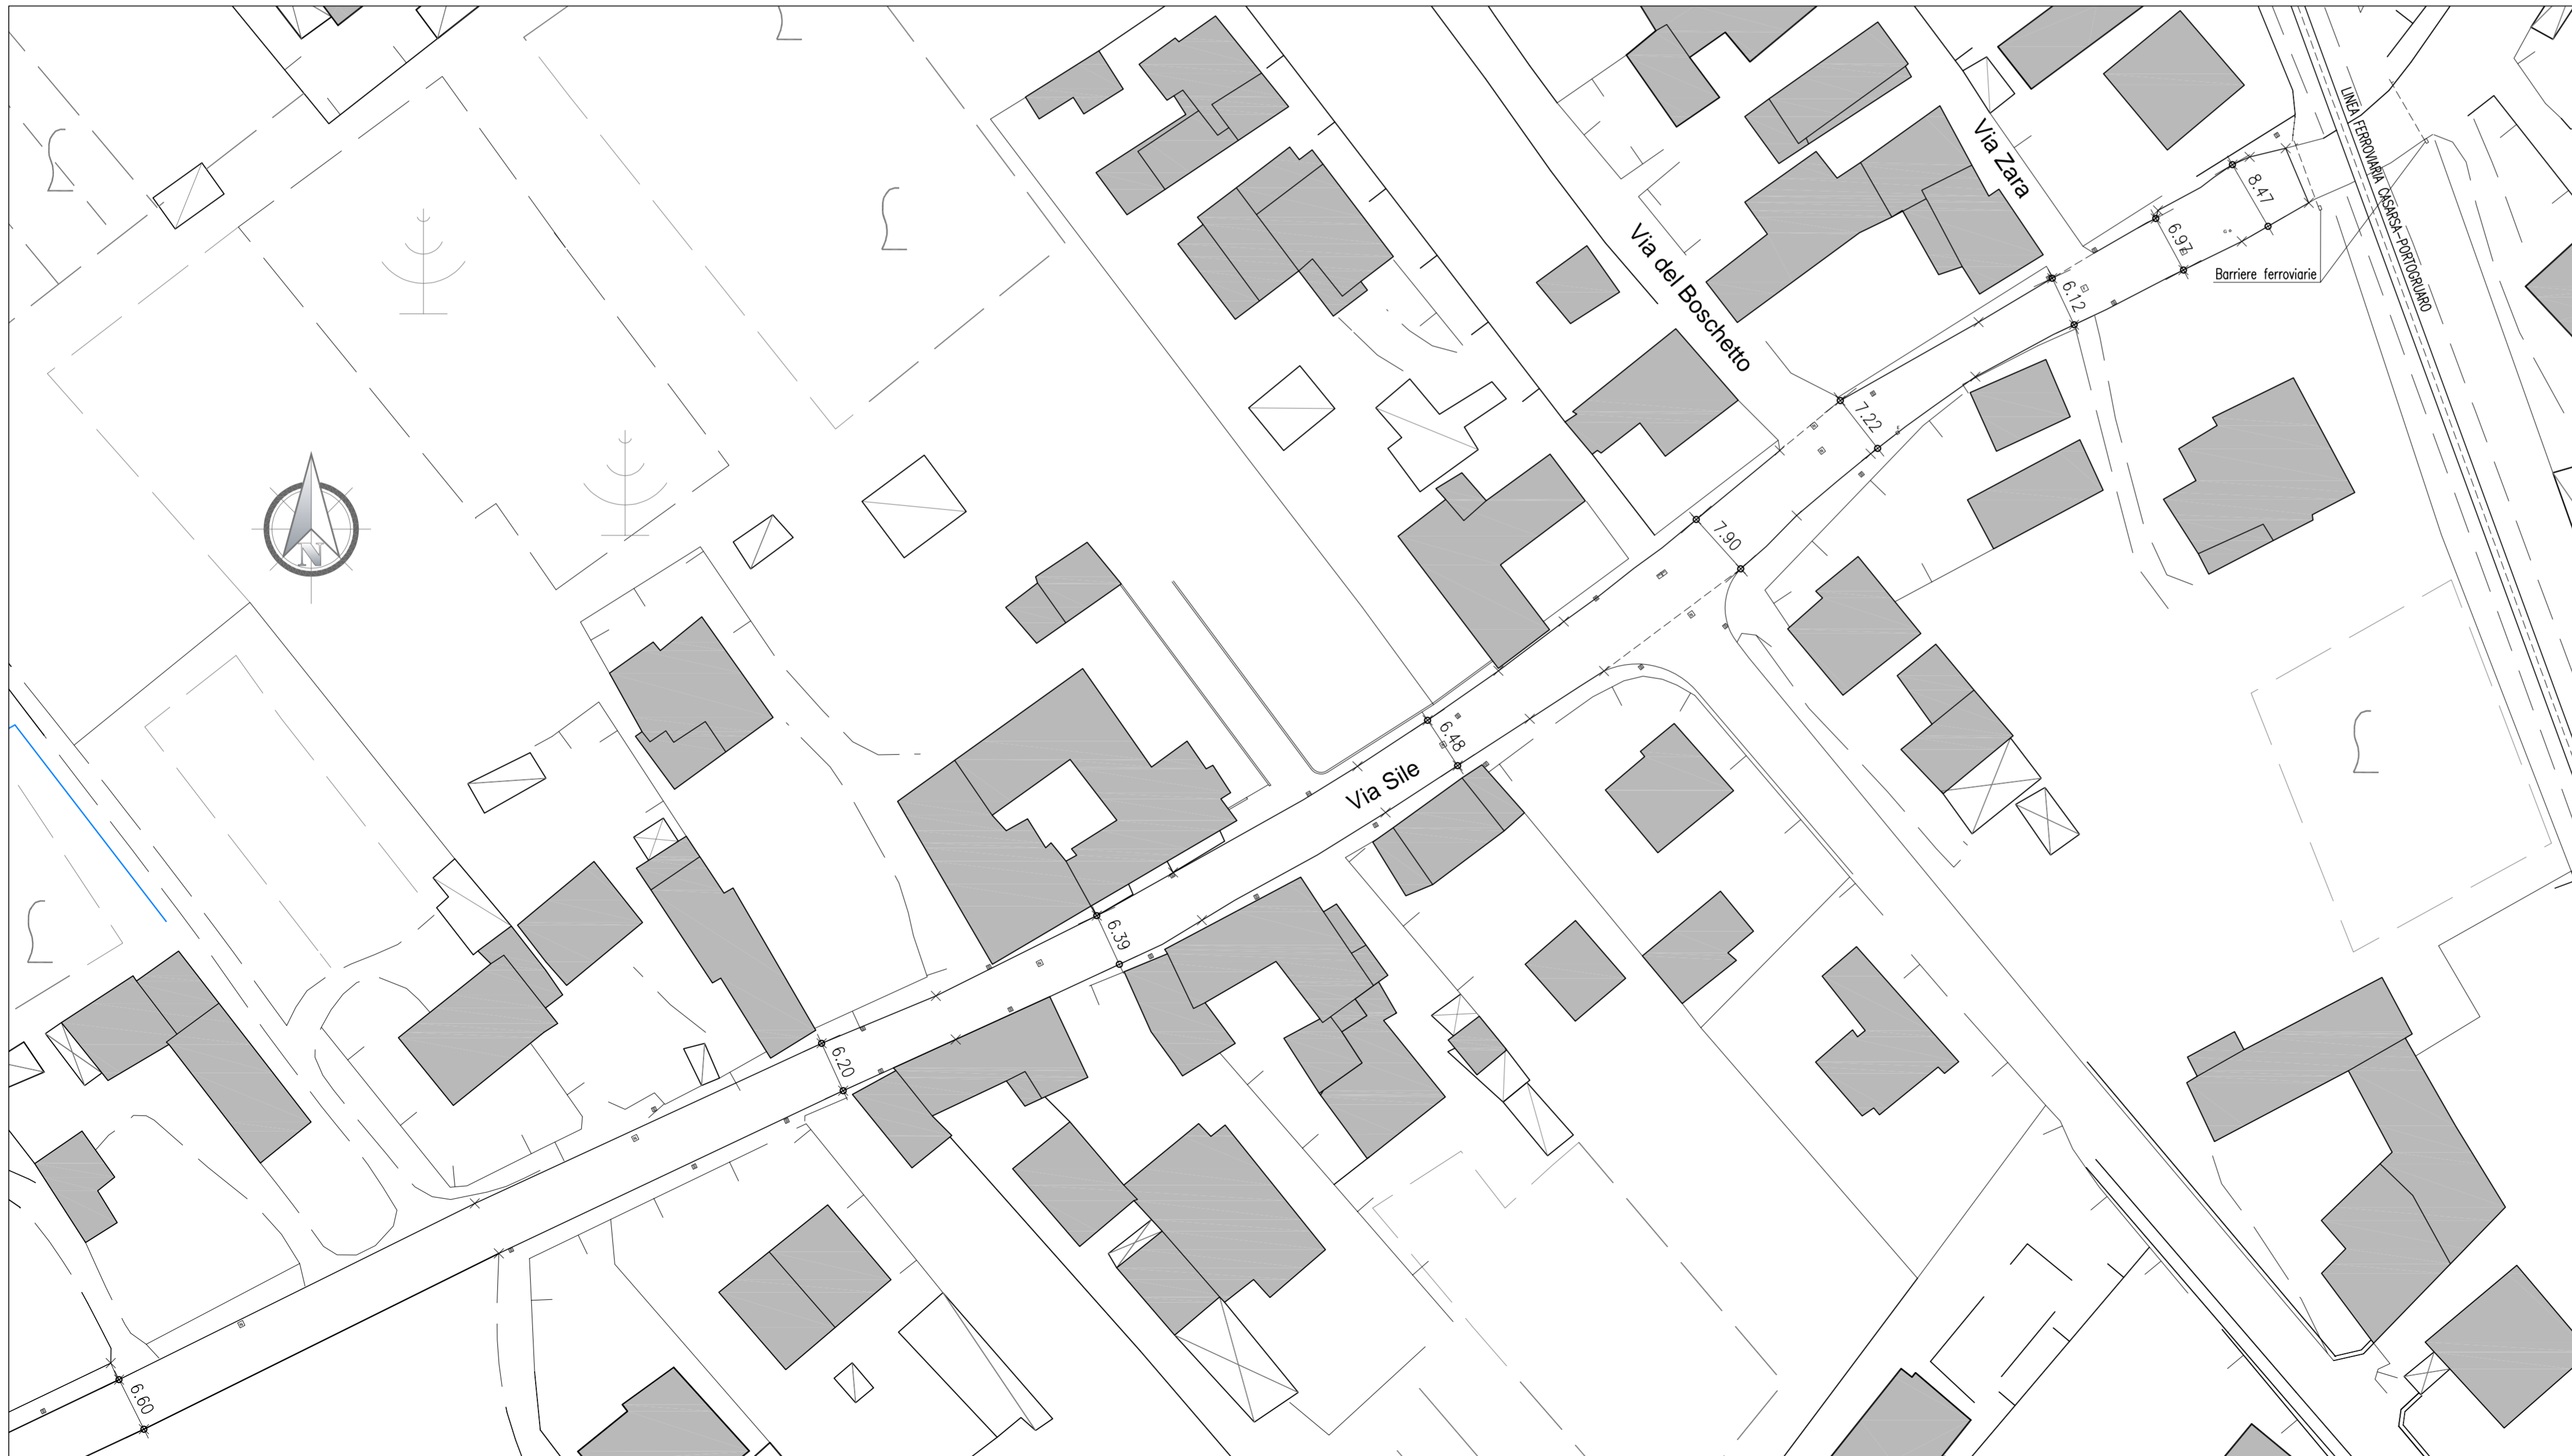 Via Zara
LINEA FERROVIARIA CASARSA-PORTOGRUARO
8.47
6.97
Via del Boschetto
Barriere ferroviarie
6.12
7.22
7.90
N
6.48
Via Sile
6.39
6.20
6.60